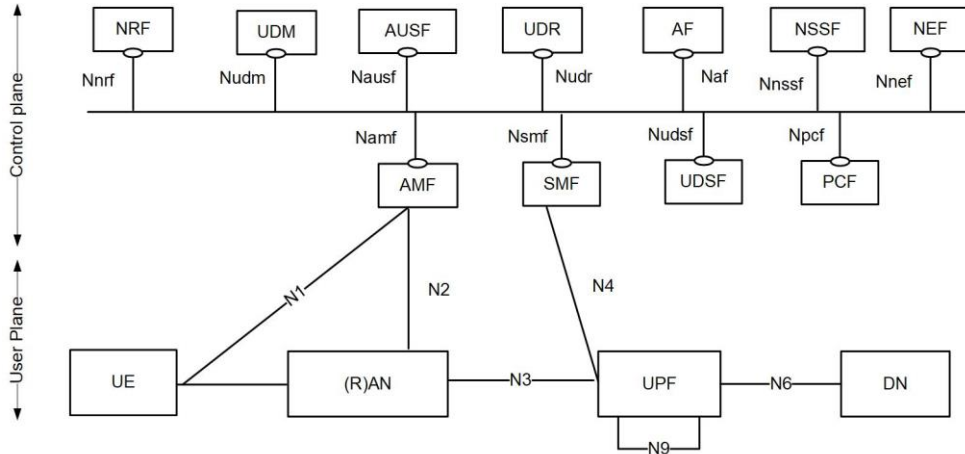 NRF
UDM
AUSF
UDR
AF
NSSF
NEF
Nnrf
Nudm
Nausf
Nudr
Naf
Nnssf
Nnef
Control plane
Namf
Nsmf
Nudsf
Npcf
AMF
SMF
UDSF
PCF
User Plane
N1
N2
N4
UE
(R)AN
N3
UPF
N6
DN
N9